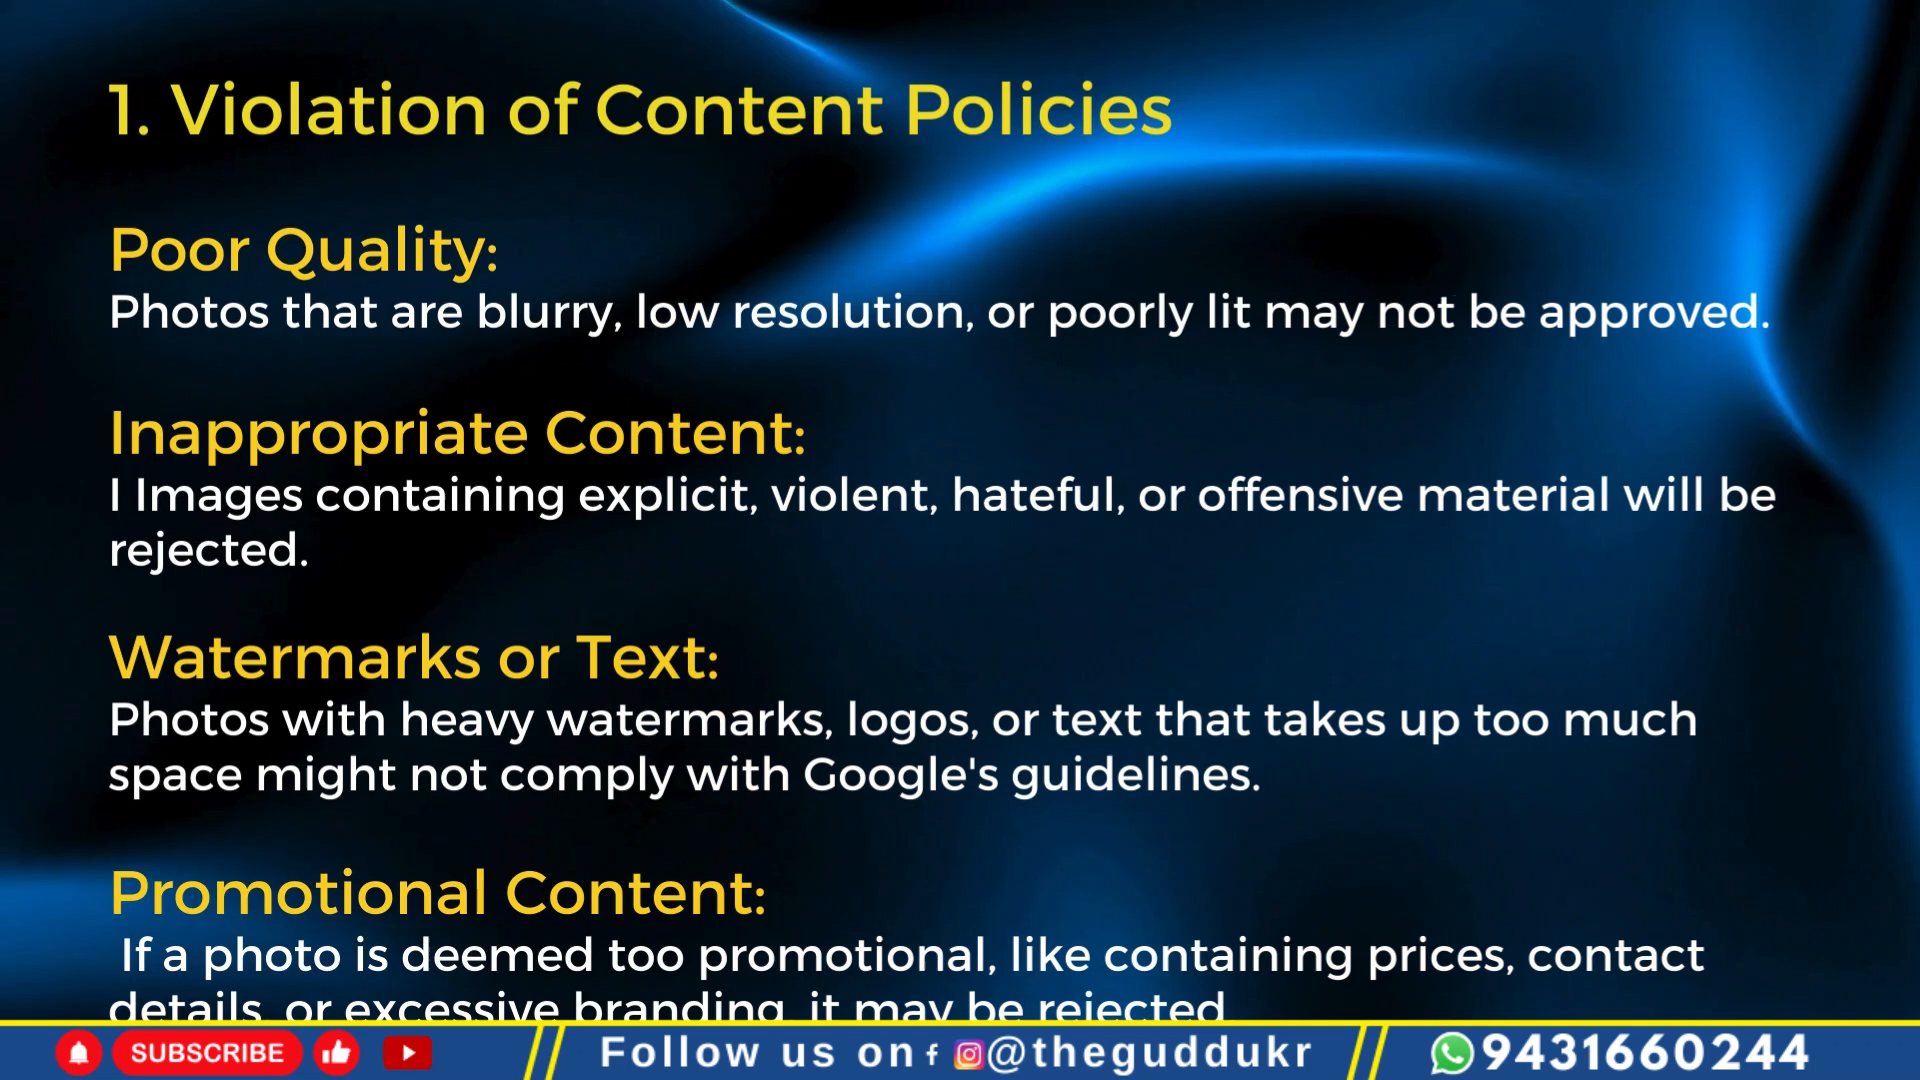 1. Violation of Content Policies
Poor Quality:
Photos that are blurry, low resolution, or poorly lit may not be approved.
Inappropriate Content:
I Images containing explicit, violent, hateful, or offensive material will be
rejected.
Watermarks or Text:
Photos with heavy watermarks, logos, or text that takes up too much
space might not comply with Google's guidelines.
Promotional Content:
If a photo is deemed too promotional, like containing prices, contact
details, or excessive branding, it may be rejected
SUBSCRIBE
Follow us on f @theguddukr
9431660244